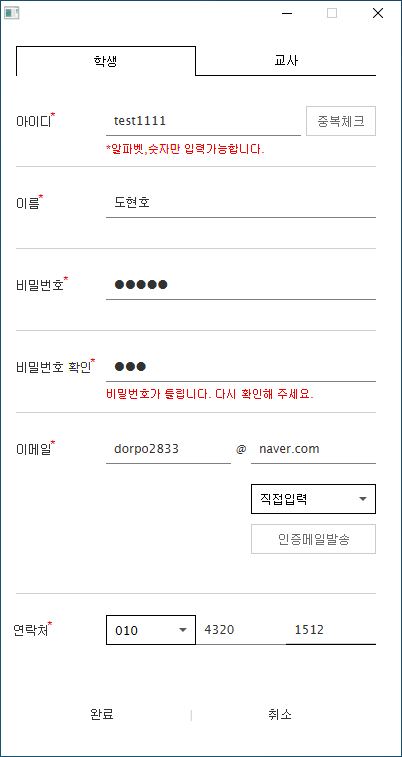 학생
교사
아이디*
test1111
중복체크
*알파벳,숫자만 입력가능합니다.
이름*
도현호
비밀번호*
●●●●●
비밀번호 확인*
●●●
비밀번호가 틀립니다. 다시 확인해 주세요.
이메일*
dorpo2833 @ naver.com
직접입력
인증메일발송
연락처*
010 4320 1512
완료 | 취소